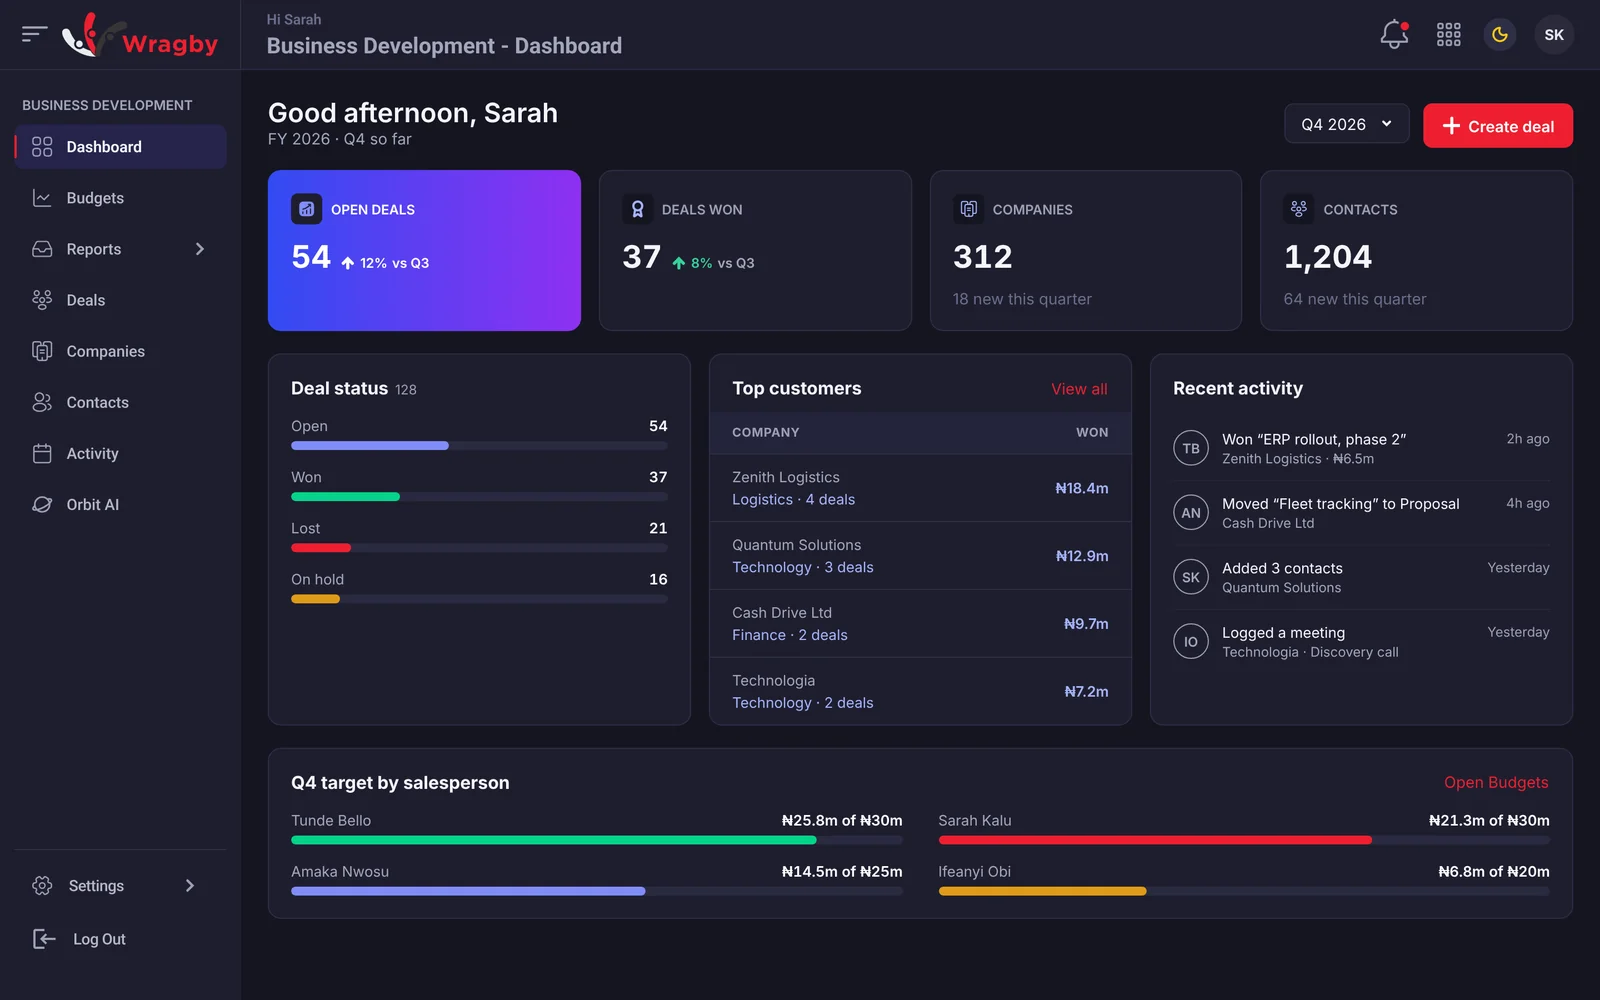 Wragby
Hi Sarah
Business Development - Dashboard
SK
BUSINESS DEVELOPMENT
Dashboard
Budgets
Reports
Deals
Companies
Contacts
Activity
Orbit AI
Settings
Log Out
Good afternoon, Sarah
FY 2026 · Q4 so far
Q4 2026
Create deal
OPEN DEALS
54 12% vs Q3
DEALS WON
37 8% vs Q3
COMPANIES
312
18 new this quarter
CONTACTS
1,204
64 new this quarter
Deal status 128
Open 54
Won 37
Lost 21
On hold 16
Top customers View all
COMPANY WON
Zenith Logistics
Logistics · 4 deals
₦18.4m
Quantum Solutions
Technology · 3 deals
₦12.9m
Cash Drive Ltd
Finance · 2 deals
₦9.7m
Technologia
Technology · 2 deals
₦7.2m
Recent activity
TB
Won “ERP rollout, phase 2” 2h ago
Zenith Logistics · ₦6.5m
AN
Moved “Fleet tracking” to Proposal 4h ago
Cash Drive Ltd
SK
Added 3 contacts Yesterday
Quantum Solutions
IO
Logged a meeting Yesterday
Technologia · Discovery call
Q4 target by salesperson Open Budgets
Tunde Bello ₦25.8m of ₦30m
Sarah Kalu ₦21.3m of ₦30m
Amaka Nwosu ₦14.5m of ₦25m
Ifeanyi Obi ₦6.8m of ₦20m